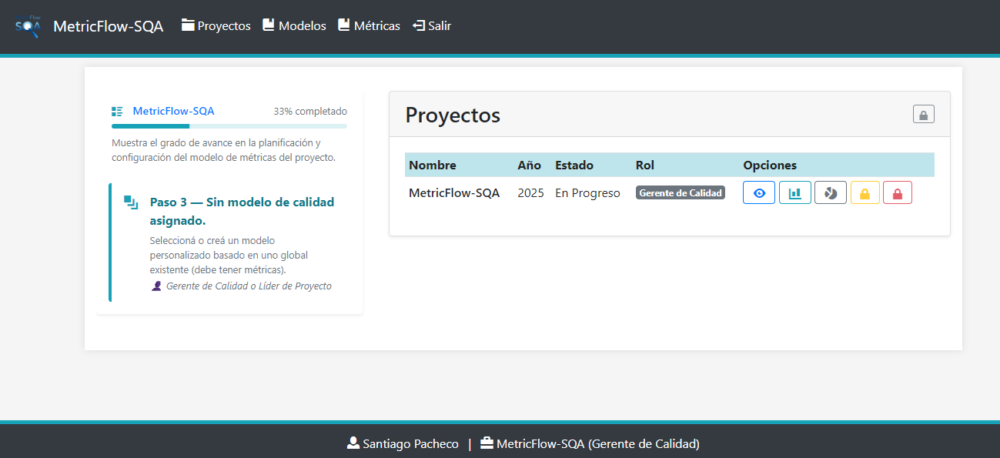 Flow
SQA
MetricFlow-SQA Proyectos Modelos Métricas Salir
MetricFlow-SQA 33% completado
Muestra el grado de avance en la planificación y
configuración del modelo de métricas del proyecto.
Paso 3 — Sin modelo de calidad
asignado.
Seleccioná o creá un modelo
personalizado basado en uno global
existente (debe tener métricas).
Gerente de Calidad o Líder de Proyecto
Proyectos
Nombre Año Estado Rol Opciones
MetricFlow-SQA 2025 En Progreso Gerente de Calidad
Santiago Pacheco | MetricFlow-SQA (Gerente de Calidad)